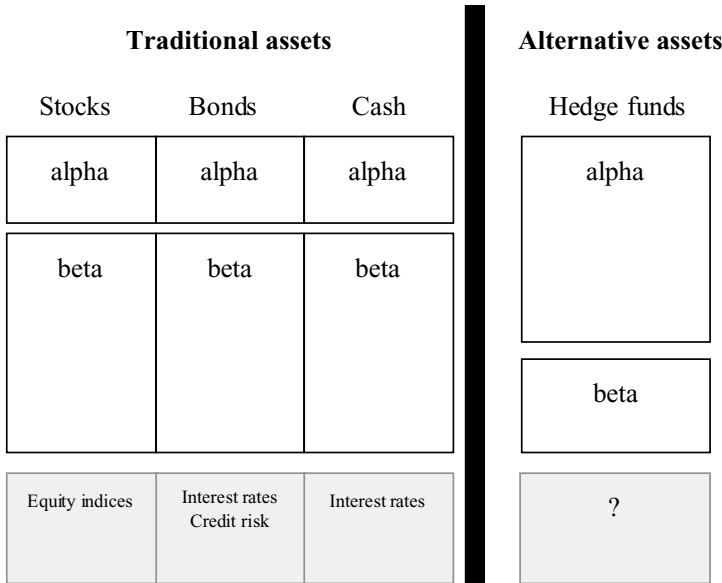 Traditional assets
Alternative assets
Stocks
Bonds
Cash
Hedge funds
alpha
alpha
alpha
alpha
beta
beta
beta
beta
Equity indices
Interest rates
Credit risk
Interest rates
?